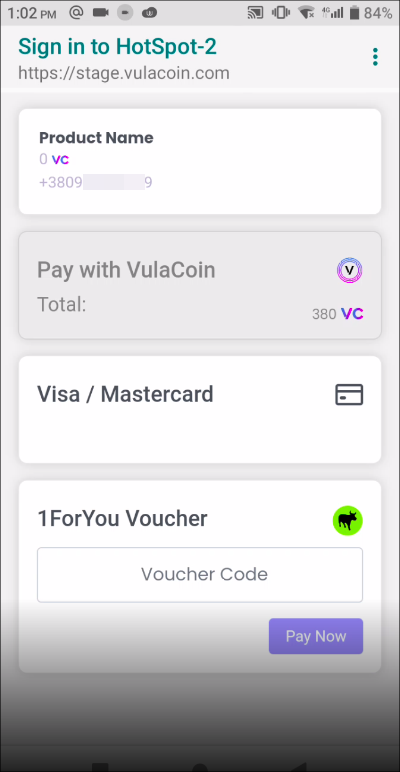 1:02 PM 4G 84%
Sign in to HotSpot-2
https://stage.vulacoin.com
Product Name
0 VC
+3809 9
Pay with VulaCoin
V
Total:
380 VC
Visa / Mastercard
1ForYou Voucher
Voucher Code
Pay Now